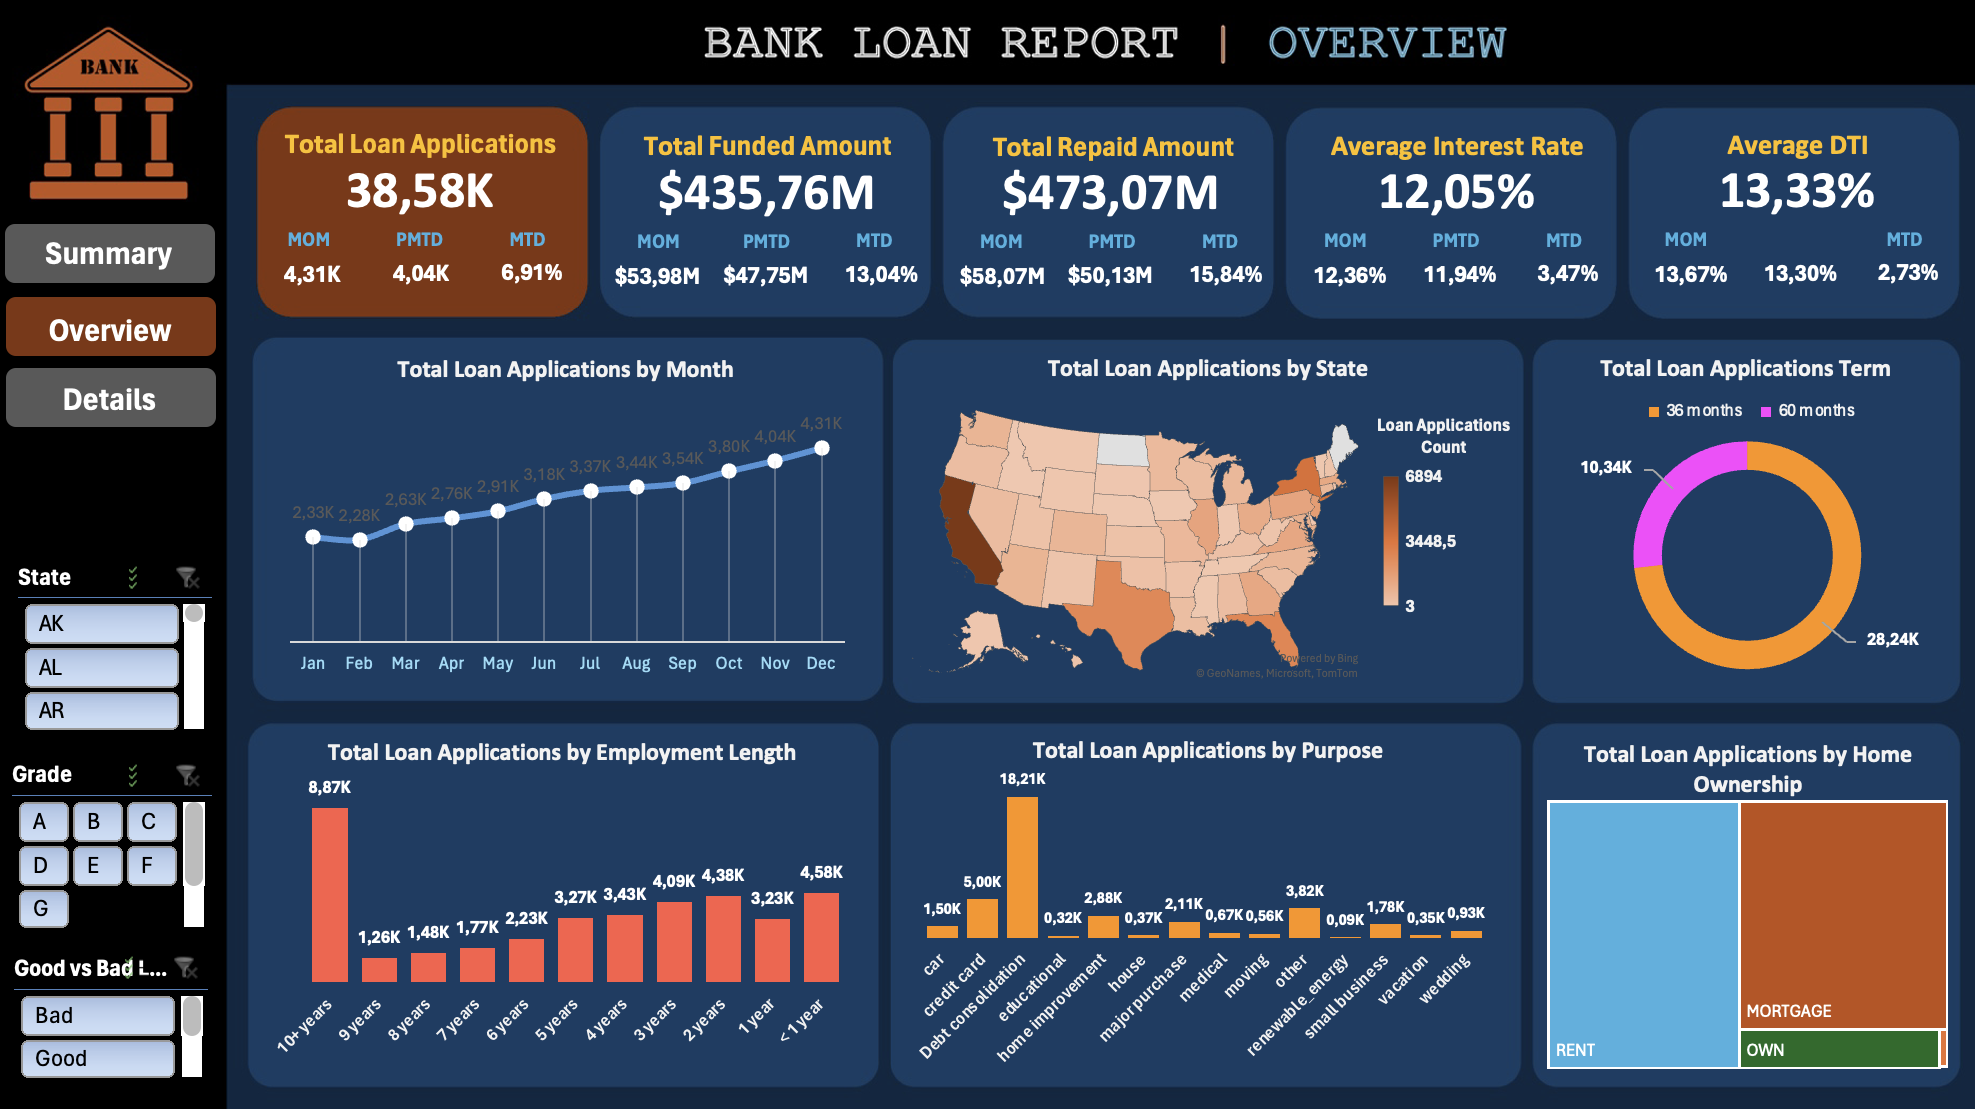 BANK
BANK LOAN REPORT | OVERVIEW
Summary
Overview
Details
State
AK
AL
AR
Grade
A B C
D E F
G
Good vs Bad L...
Bad
Good
Total Loan Applications
38,58K
MOM PMTD MTD
4,31K 4,04K 6,91%
Total Funded Amount
$435,76M
MOM PMTD MTD
$53,98M $47,75M 13,04%
Total Repaid Amount
$473,07M
MOM PMTD MTD
$58,07M $50,13M 15,84%
Average Interest Rate
12,05%
MOM PMTD MTD
12,36% 11,94% 3,47%
Average DTI
13,33%
MOM MTD
13,67% 13,30% 2,73%
Total Loan Applications by Month
2,33K 2,28K 2,63K 2,76K 2,91K 3,18K 3,37K 3,44K 3,54K 3,80K 4,04K 4,31K
Jan Feb Mar Apr May Jun Jul Aug Sep Oct Nov Dec
Total Loan Applications by State
Loan Applications
Count
6894
3448,5
3
Powered by Bing
© GeoNames, Microsoft, TomTom
Total Loan Applications Term
36 months 60 months
10,34K
28,24K
Total Loan Applications by Employment Length
8,87K 1,26K 1,48K 1,77K 2,23K 3,27K 3,43K 4,09K 4,38K 3,23K 4,58K
10+ years 9 years 8 years 7 years 6 years 5 years 4 years 3 years 2 years 1 year < 1 year
Total Loan Applications by Purpose
1,50K 5,00K 18,21K 0,32K 2,88K 0,37K 2,11K 0,67K 0,56K 3,82K 0,09K 1,78K 0,35K 0,93K
car credit card Debt consolidation educational home improvement house major purchase medical moving other renewable_energy small business vacation wedding
Total Loan Applications by Home
Ownership
RENT
MORTGAGE
OWN